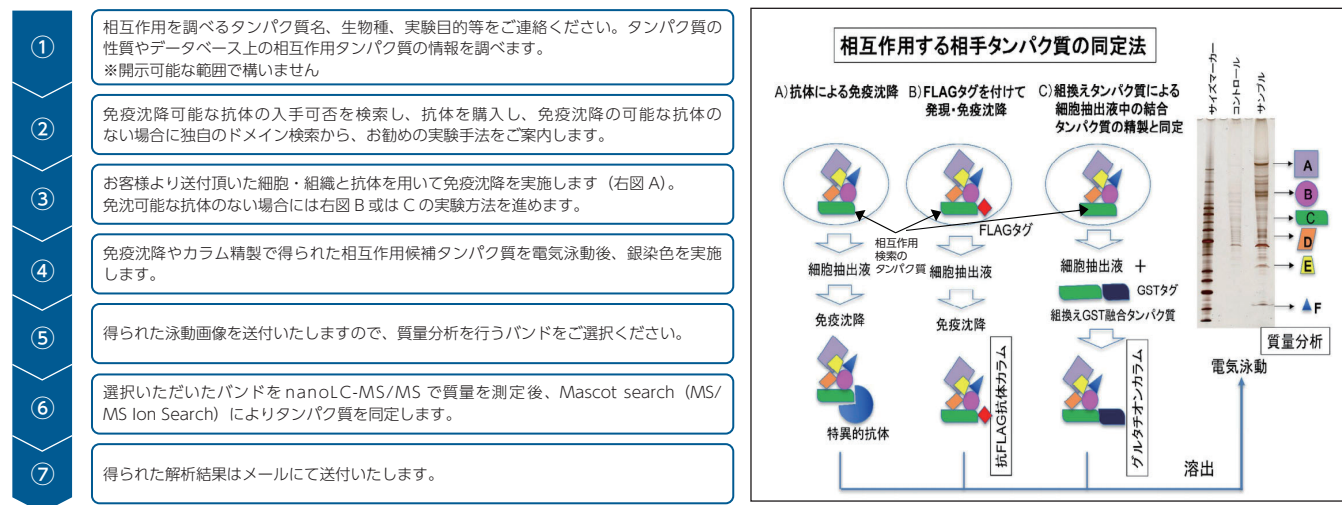 ①
相互作用を調べるタンパク質名、生物種、実験目的等をご連絡ください。タンパク質の
性質やデータベース上の相互作用タンパク質の情報を調べます。
※開示可能な範囲で構いません
②
免疫沈降可能な抗体の入手可否を検索し、抗体を購入し、免疫沈降の可能な抗体の
ない場合に独自のドメイン検索から、お勧めの実験手法をご案内します。
③
お客様より送付頂いた細胞・組織と抗体を用いて免疫沈降を実施します（右図 A）。
免沈可能な抗体のない場合には右図 B 或は C の実験方法を進めます。
④
免疫沈降やカラム精製で得られた相互作用候補タンパク質を電気泳動後、銀染色を実施
します。
⑤
得られた泳動画像を送付いたしますので、質量分析を行うバンドをご選択ください。
⑥
選択いただいたバンドを nanoLC-MS/MS で質量を測定後、Mascot search（MS/
MS Ion Search）によりタンパク質を同定します。
⑦
得られた解析結果はメールにて送付いたします。
相互作用する相手タンパク質の同定法
A)抗体による免疫沈降
B)FLAGタグを付けて
発現・免疫沈降
C)組換えタンパク質による
細胞抽出液中の結合
タンパク質の精製と同定
サイズマーカー
コントロール
サンプル
A
B
C
D
E
F
相互作用
検索の
タンパク質
FLAGタグ
細胞抽出液
細胞抽出液
細胞抽出液 ＋
GSTタグ
組換えGST融合タンパク質
免疫沈降
免疫沈降
特異的抗体
抗FLAG抗体カラム
グルタチオンカラム
質量分析
電気泳動
溶出